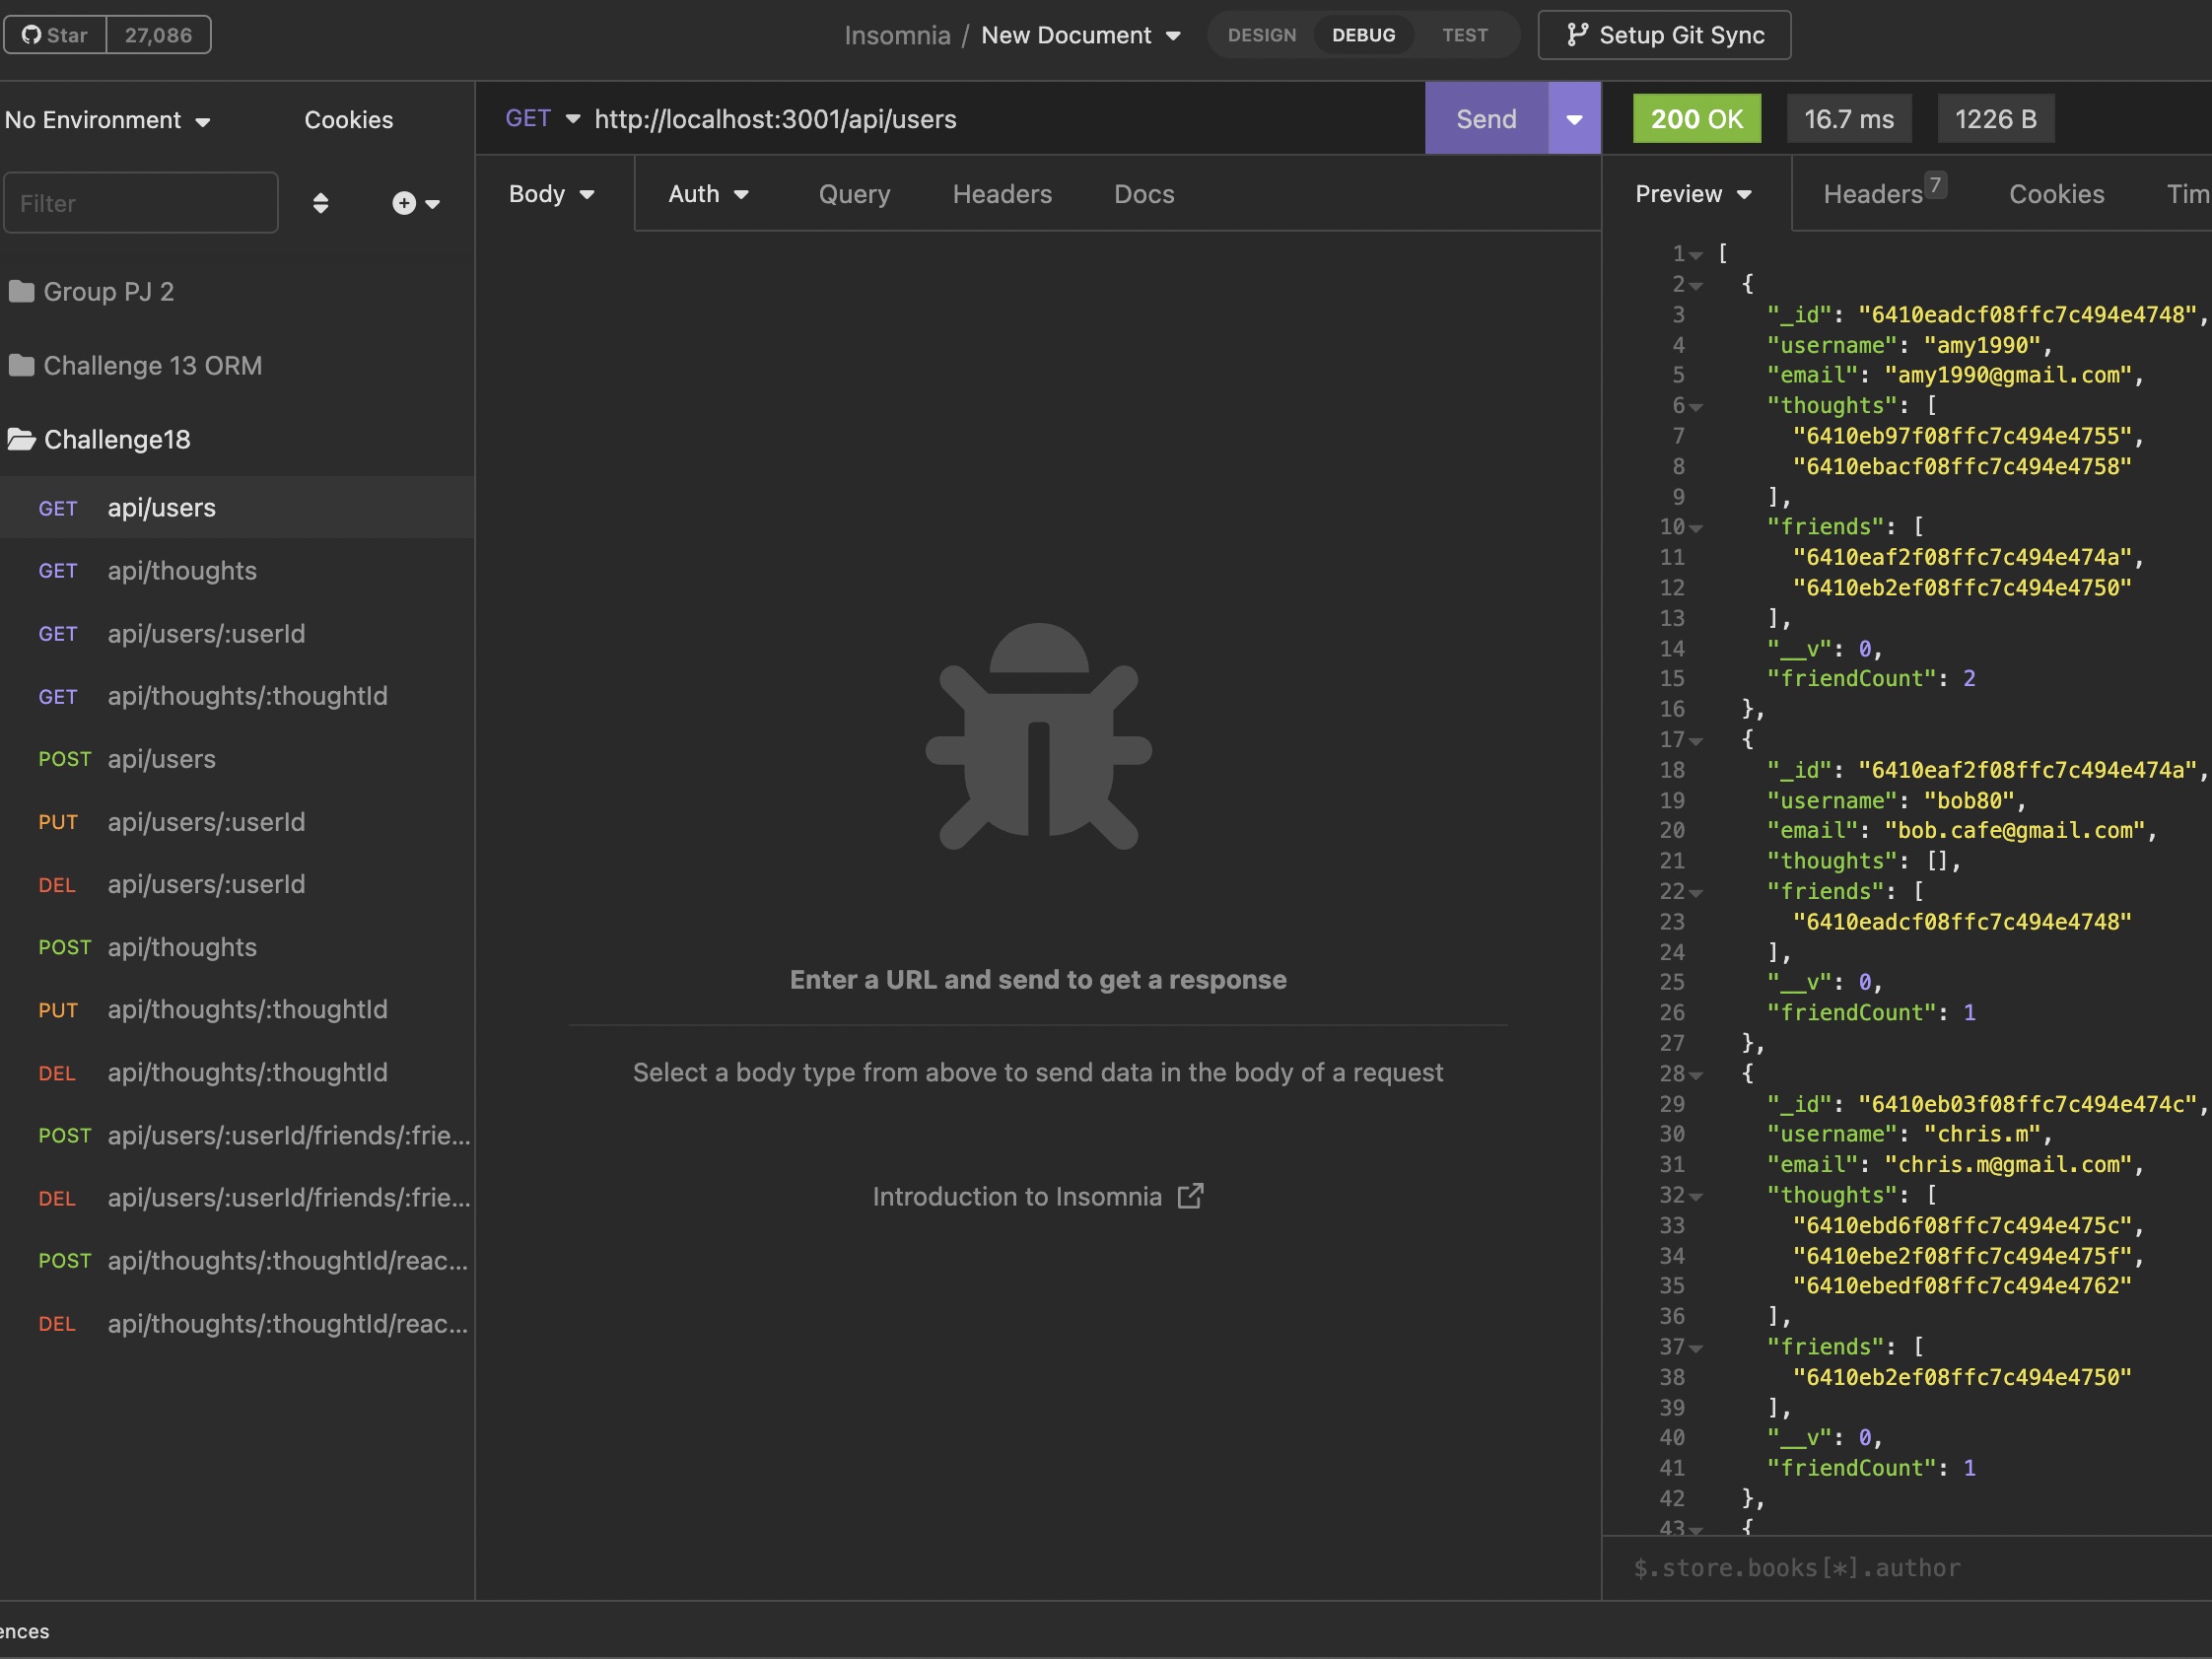 Star 27,086
Insomnia / New Document
DESIGN DEBUG TEST
Setup Git Sync
No Environment
Cookies
Filter
Group PJ 2
Challenge 13 ORM
Challenge18
GET api/users
GET api/thoughts
GET api/users/:userId
GET api/thoughts/:thoughtId
POST api/users
PUT api/users/:userId
DEL api/users/:userId
POST api/thoughts
PUT api/thoughts/:thoughtId
DEL api/thoughts/:thoughtId
POST api/users/:userId/friends/:frie...
DEL api/users/:userId/friends/:frie...
POST api/thoughts/:thoughtId/reac...
DEL api/thoughts/:thoughtId/reac...
GET http://localhost:3001/api/users
Send
Body Auth Query Headers Docs
Enter a URL and send to get a response
Select a body type from above to send data in the body of a request
Introduction to Insomnia
200 OK 16.7 ms 1226 B
Preview Headers 7 Cookies Tim
1 [
2 {
3 "_id": "6410eadcf08ffc7c494e4748",
4 "username": "amy1990",
5 "email": "amy1990@gmail.com",
6 "thoughts": [
7 "6410eb97f08ffc7c494e4755",
8 "6410ebacf08ffc7c494e4758"
9 ],
10 "friends": [
11 "6410eaf2f08ffc7c494e474a",
12 "6410eb2ef08ffc7c494e4750"
13 ],
14 "__v": 0,
15 "friendCount": 2
16 },
17 {
18 "_id": "6410eaf2f08ffc7c494e474a",
19 "username": "bob80",
20 "email": "bob.cafe@gmail.com",
21 "thoughts": [],
22 "friends": [
23 "6410eadcf08ffc7c494e4748"
24 ],
25 "__v": 0,
26 "friendCount": 1
27 },
28 {
29 "_id": "6410eb03f08ffc7c494e474c",
30 "username": "chris.m",
31 "email": "chris.m@gmail.com",
32 "thoughts": [
33 "6410ebd6f08ffc7c494e475c",
34 "6410ebe2f08ffc7c494e475f",
35 "6410ebedf08ffc7c494e4762"
36 ],
37 "friends": [
38 "6410eb2ef08ffc7c494e4750"
39 ],
40 "__v": 0,
41 "friendCount": 1
42 },
43 {
$.store.books[*].author
ences